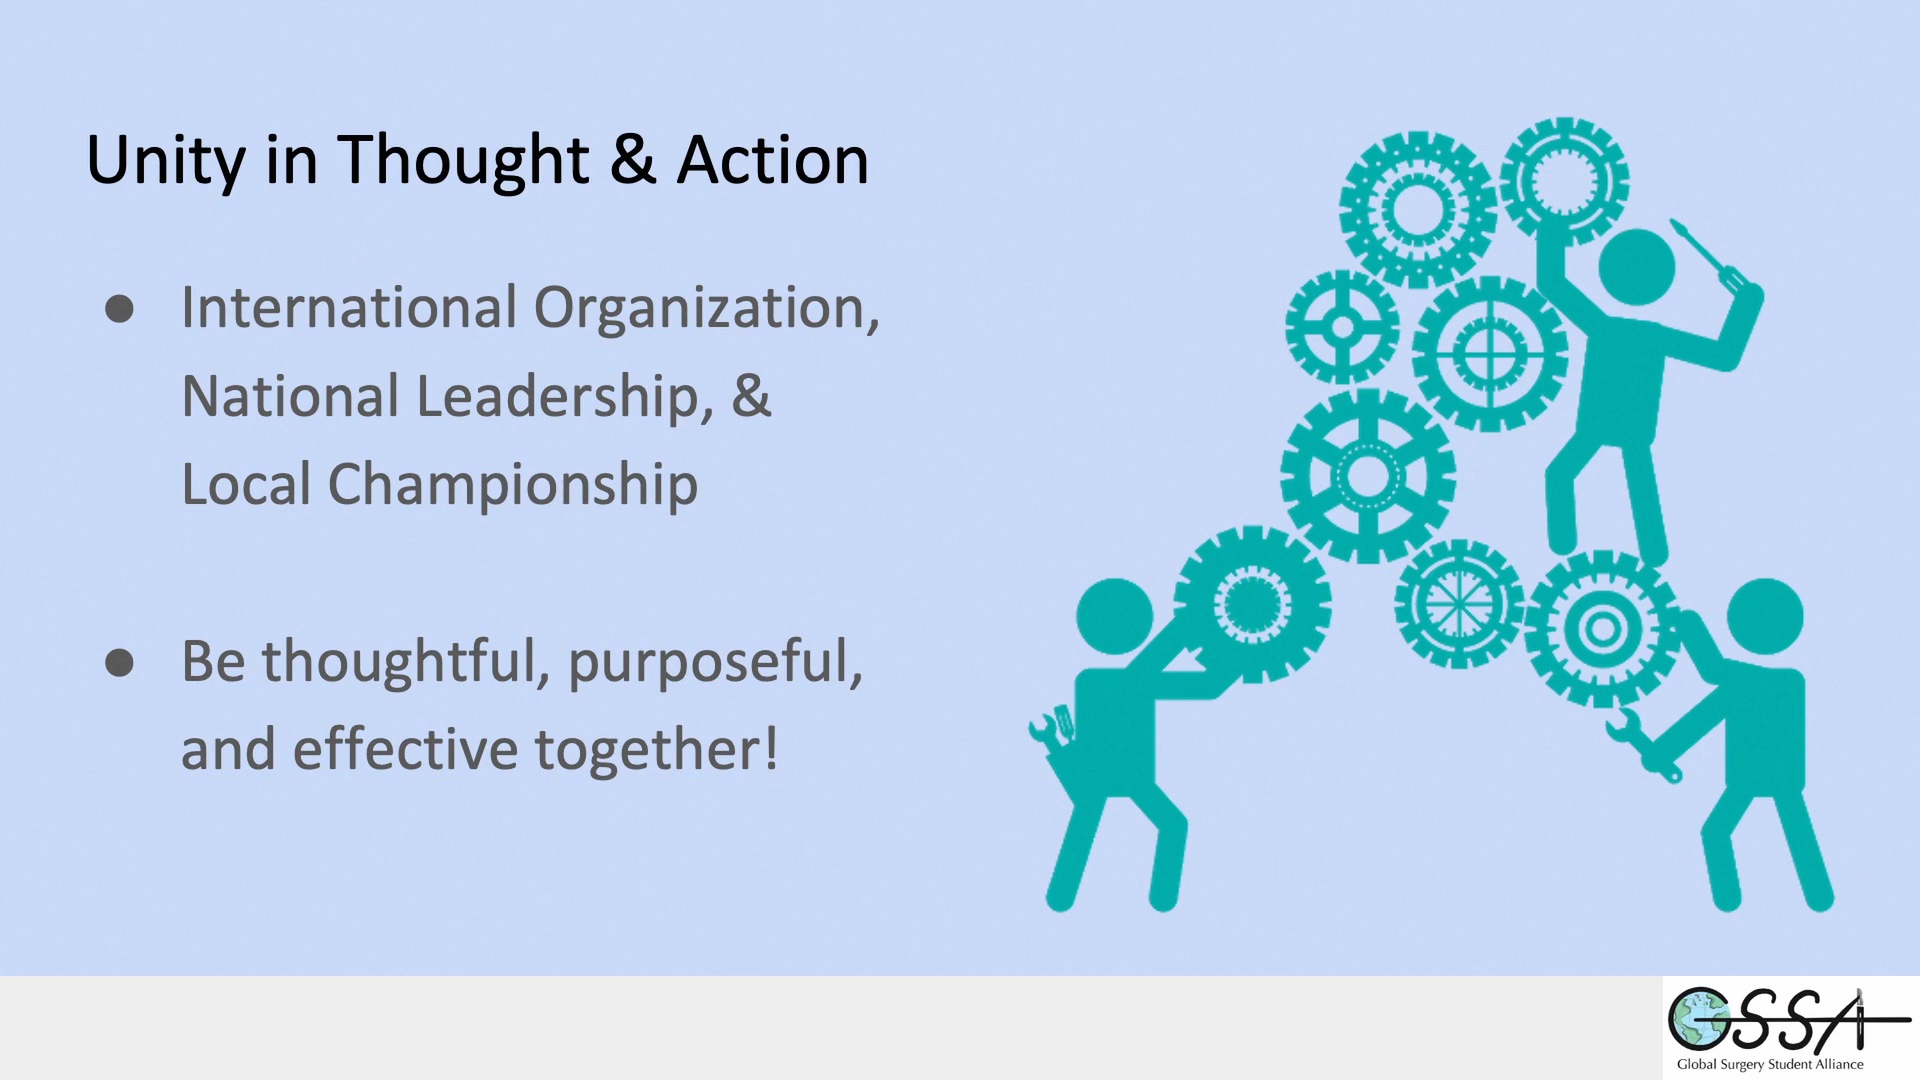 Unity in Thought & Action
● International Organization,
National Leadership, &
Local Championship
● Be thoughtful, purposeful,
and effective together!
GSSA
Global Surgery Student Alliance